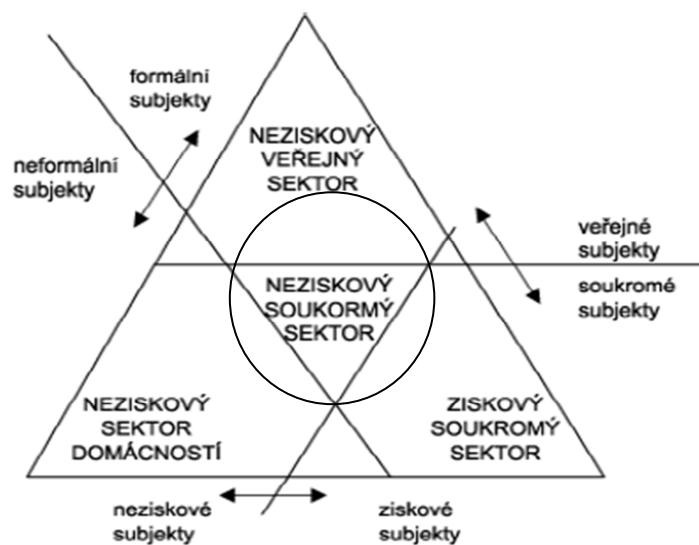 formální
subjekty
neformální
subjekty
NEZISKOVÝ
VEŘEJNÝ
SEKTOR
veřejné
subjekty
soukromé
subjekty
NEZISKOVÝ
SOUKORMÝ
SEKTOR
NEZISKOVÝ
SEKTOR
DOMÁCNOSTÍ
ZISKOVÝ
SOUKROMÝ
SEKTOR
neziskové
subjekty
ziskové
subjekty